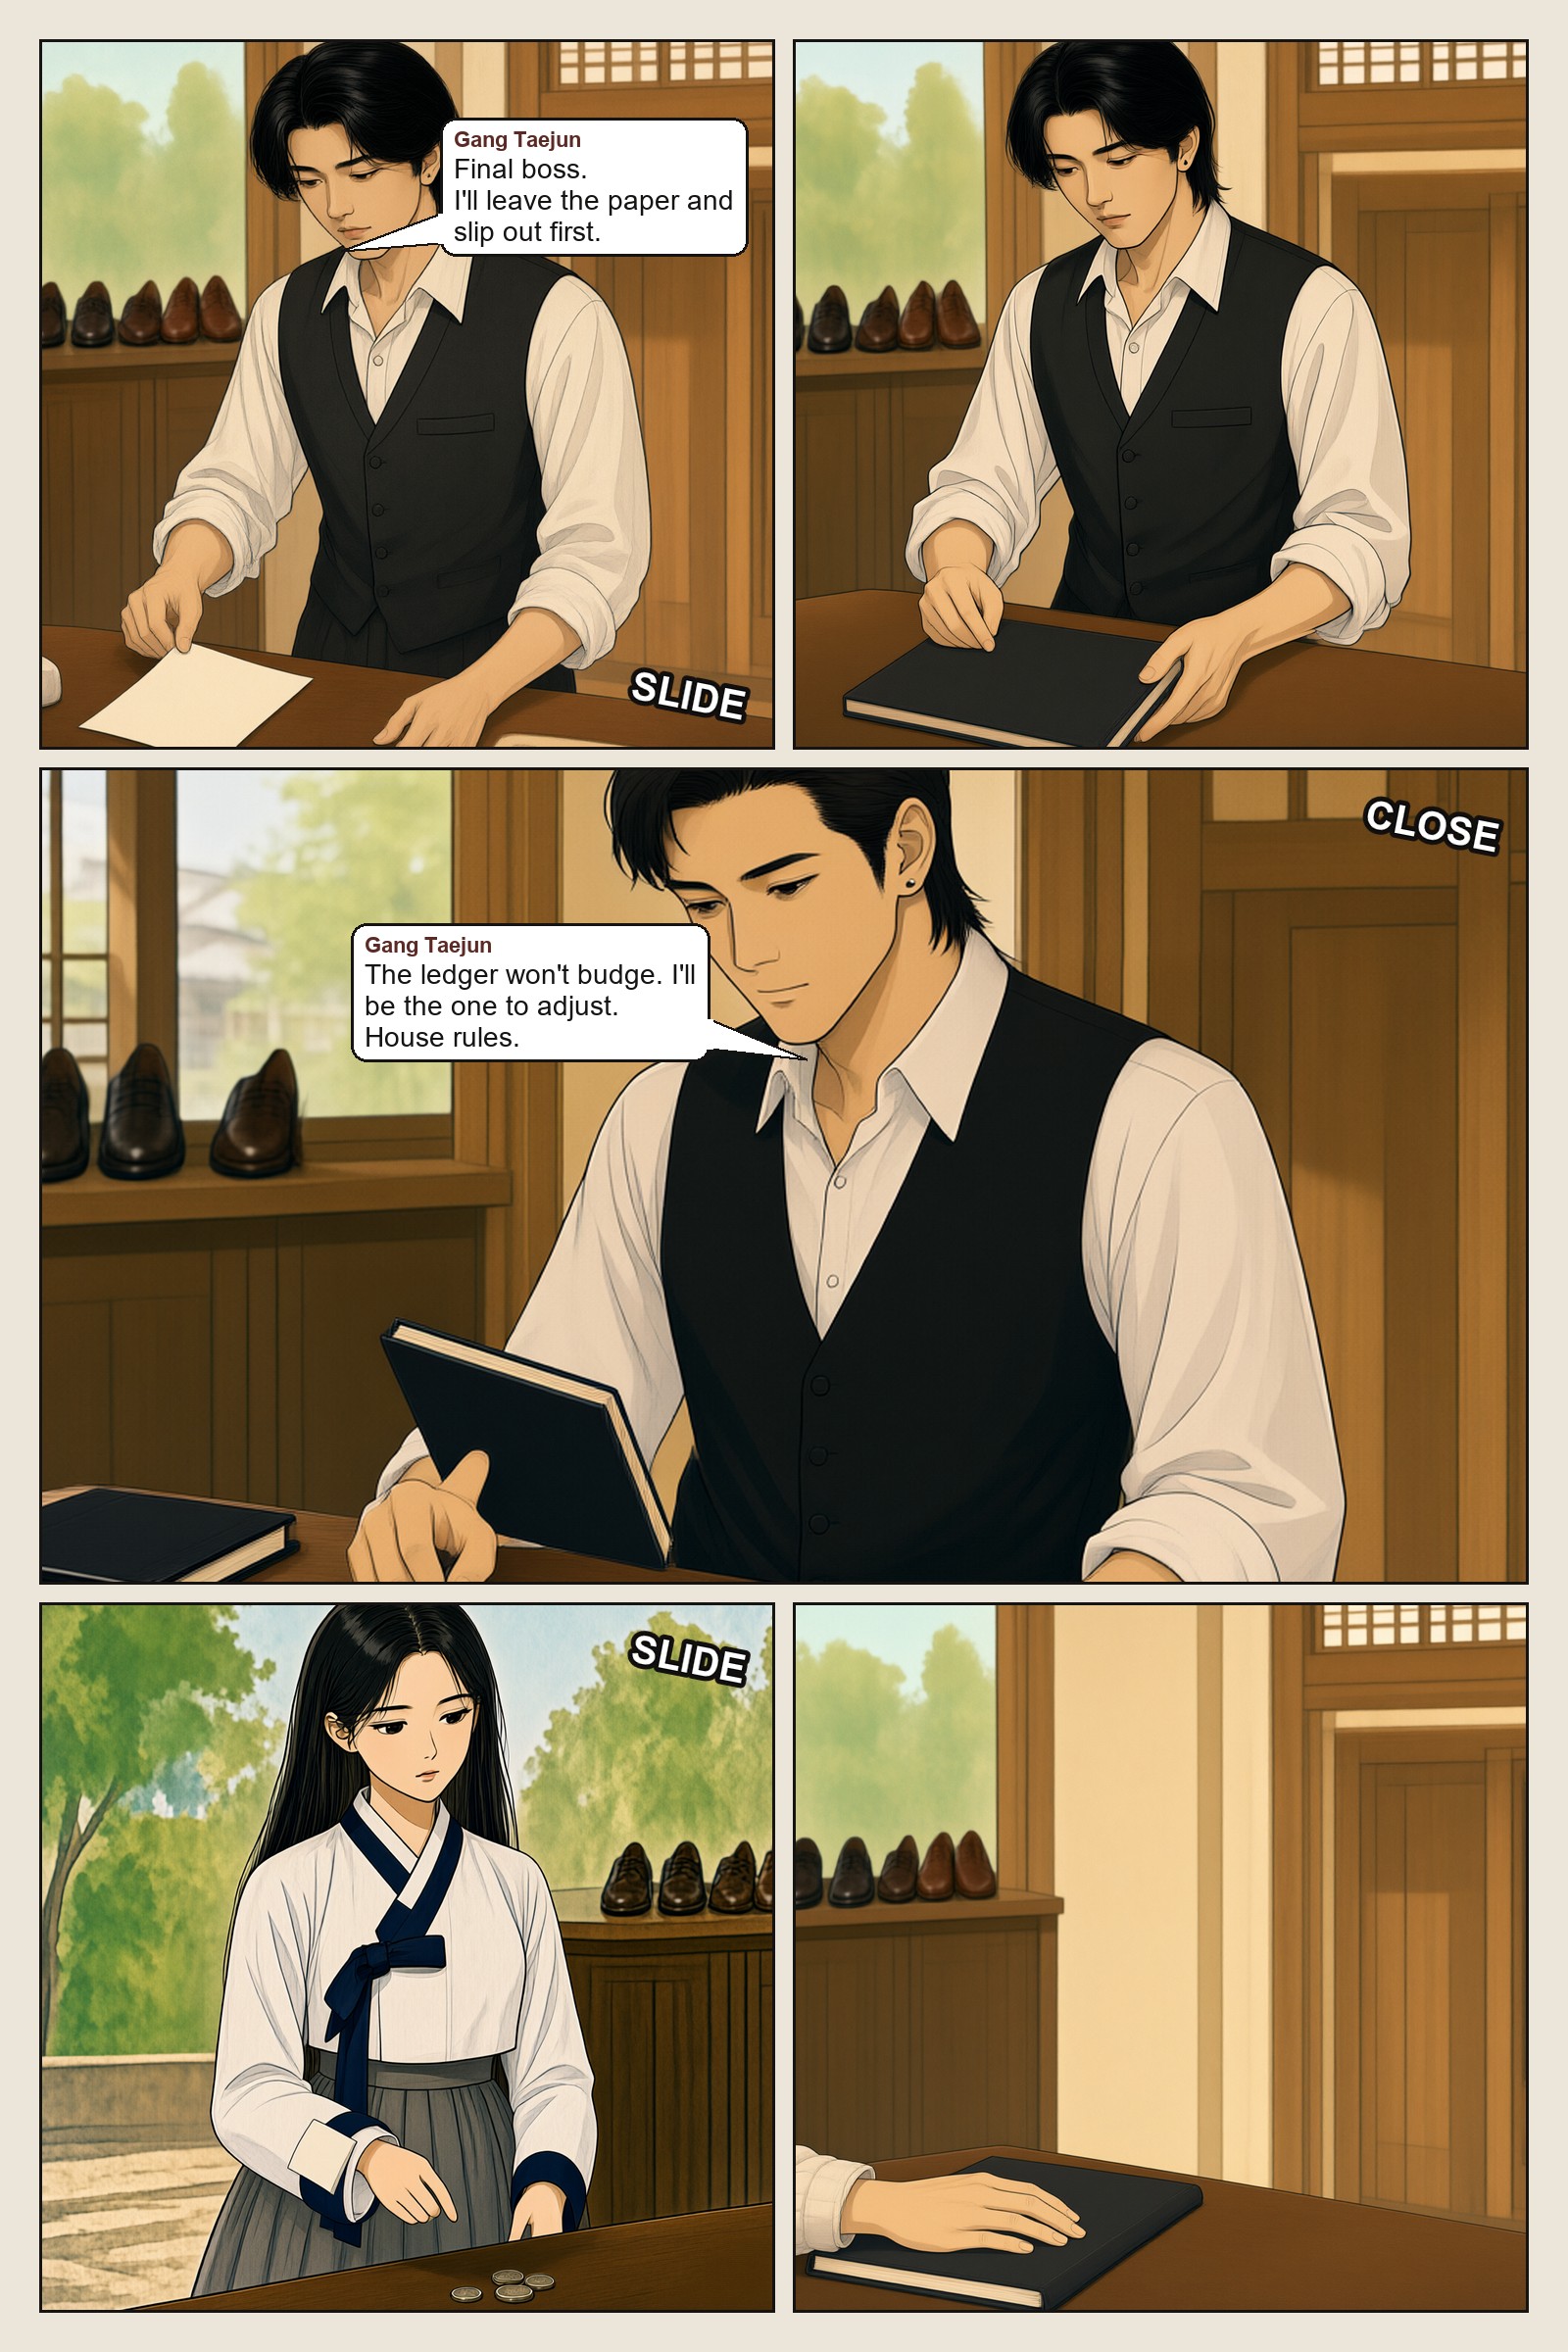 Gang Taejun
Final boss.
I'll leave the paper and
slip out first.
SLIDE
CLOSE
Gang Taejun
The ledger won't budge. I'll
be the one to adjust.
House rules.
SLIDE